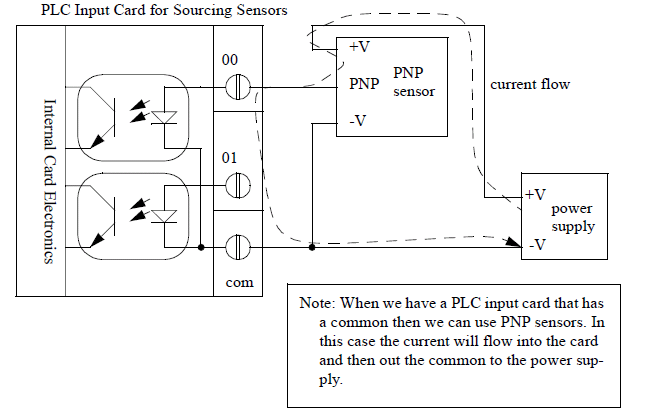 PLC Input Card for Sourcing Sensors
+V
00
PNP
PNP
sensor
current flow
-V
Internal Card Electronics
01
+V
power
supply
-V
com
Note: When we have a PLC input card that has
a common then we can use PNP sensors. In
this case the current will flow into the card
and then out the common to the power sup-
ply.